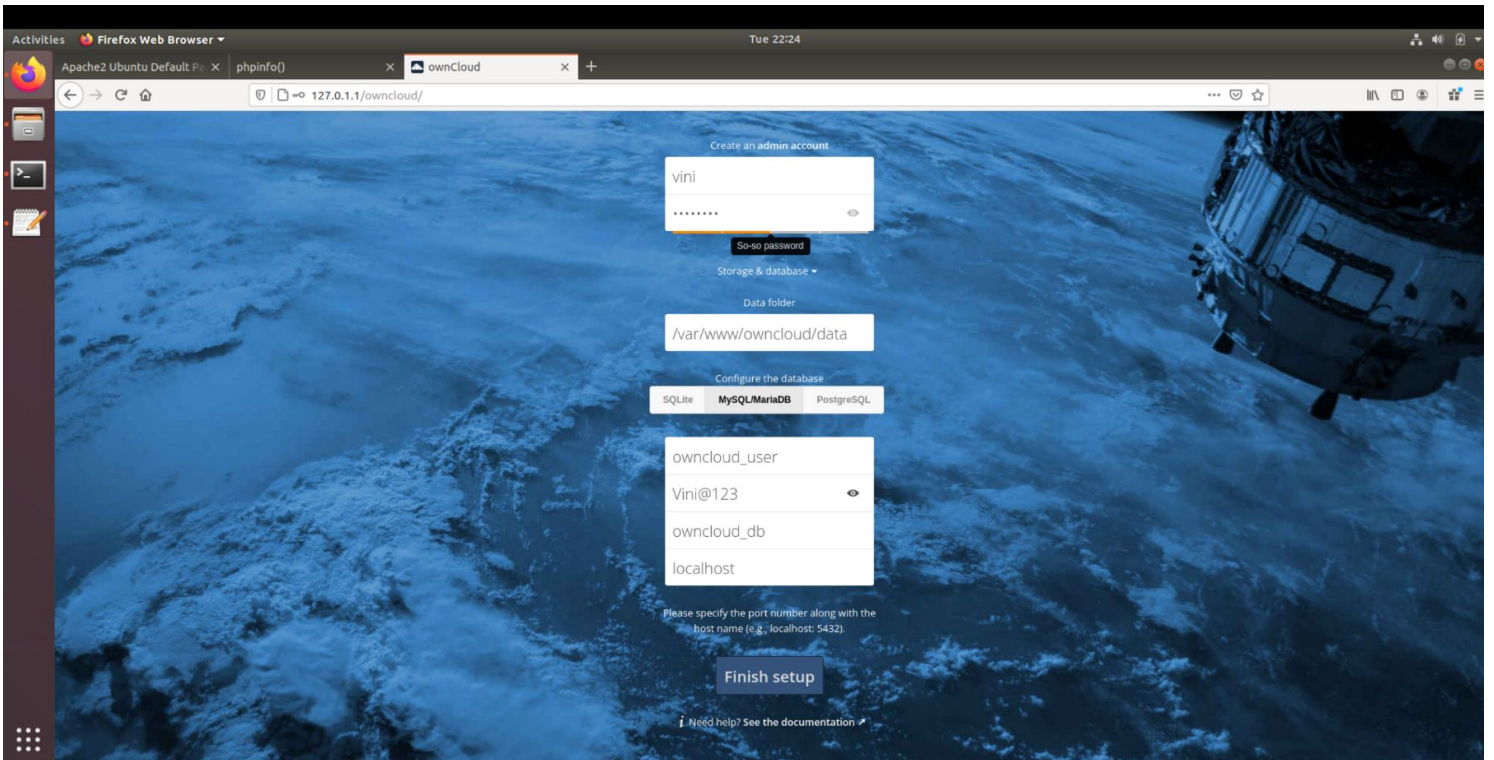 Activities Firefox Web Browser Tue 22:24
Apache2 Ubuntu Default Pa phpinfo() ownCloud
127.0.1.1/owncloud/
Create an admin account
vini
••••••••
So-so password
Storage & database
Data folder
/var/www/owncloud/data
Configure the database
SQLite MySQL/MariaDB PostgreSQL
owncloud_user
Vini@123
owncloud_db
localhost
Please specify the port number along with the
host name (e.g., localhost: 5432).
Finish setup
i Need help? See the documentation ↗